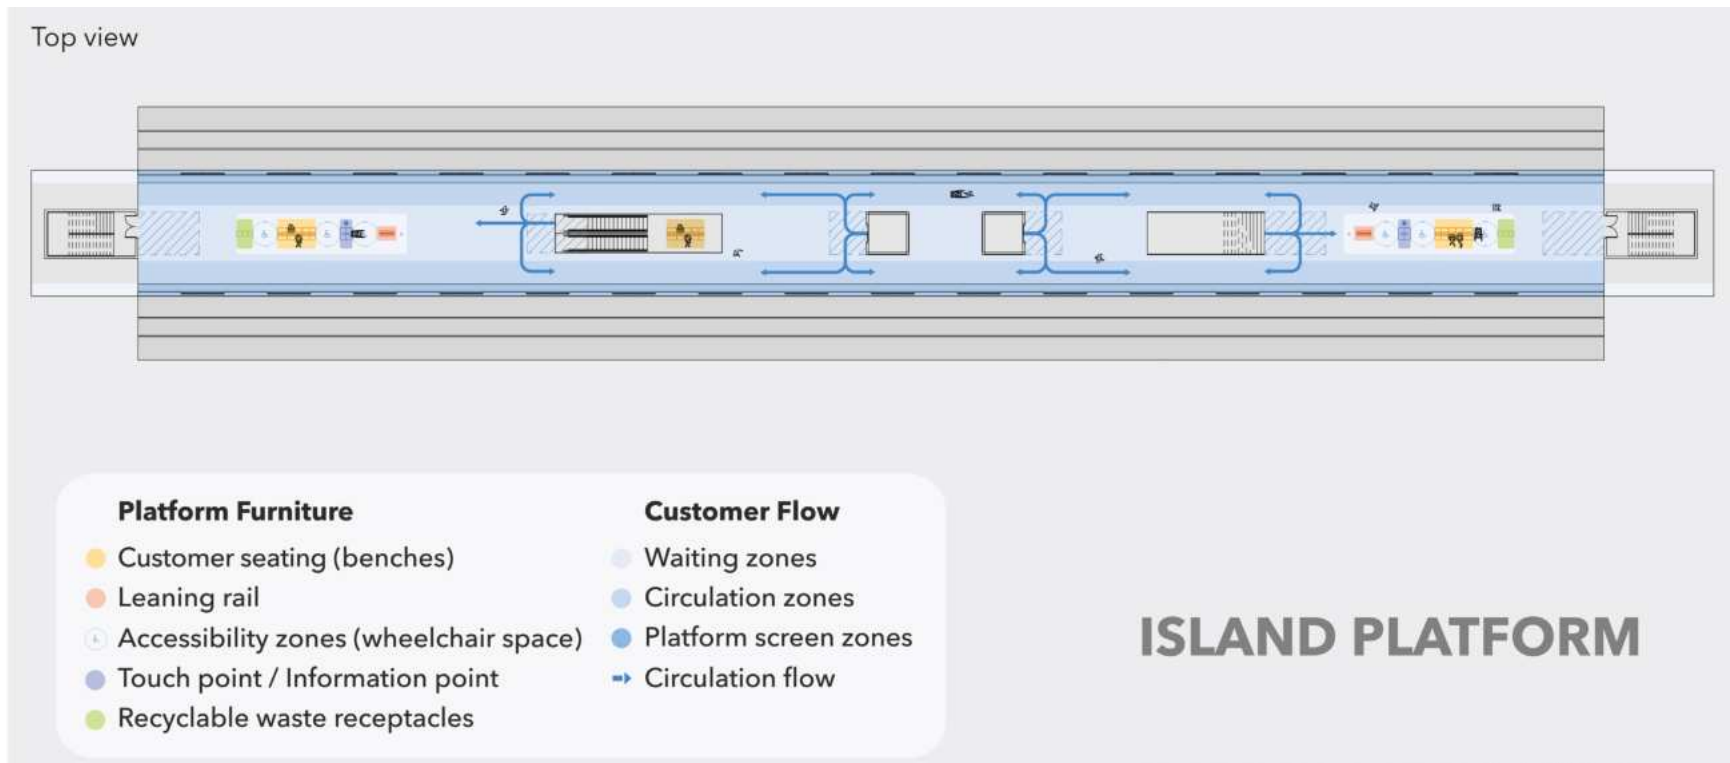 Top view
Platform Furniture
Customer seating (benches)
Leaning rail
Accessibility zones (wheelchair space)
Touch point / Information point
Recyclable waste receptacles
Customer Flow
Waiting zones
Circulation zones
Platform screen zones
Circulation flow
ISLAND PLATFORM